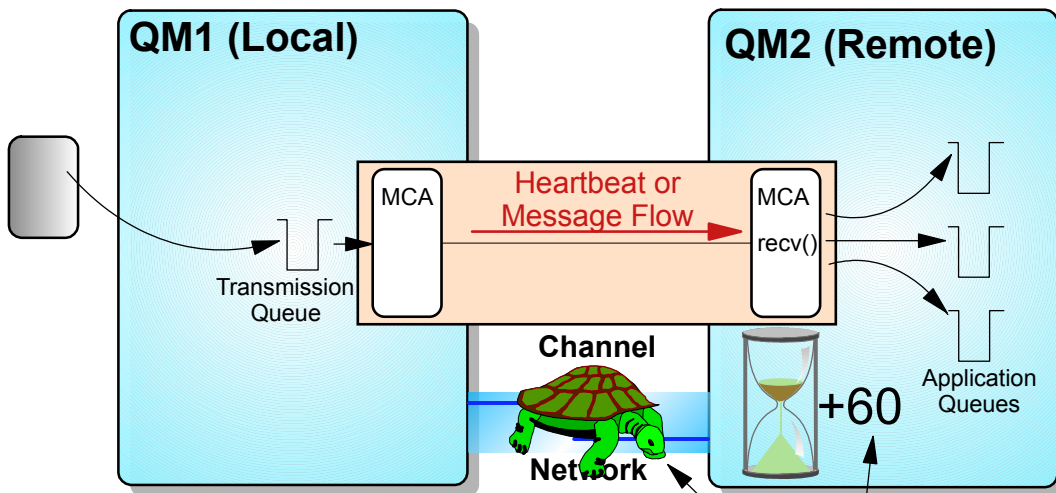 QM1 (Local)
QM2 (Remote)
MCA
Heartbeat or
Message Flow
MCA
recv()
Transmission
Queue
Channel
Application
Queues
+60
Network